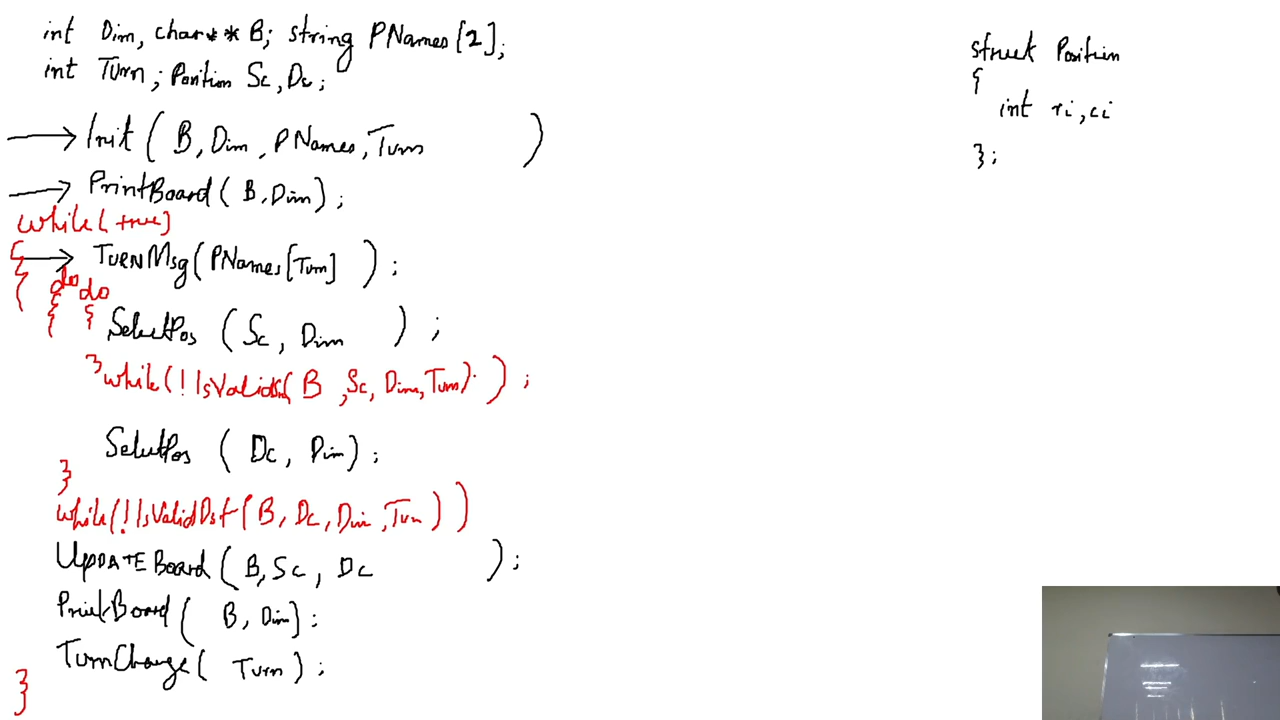 int Dim, char** B; string PNames[2];
int Turn; Position Sc, Dc;
Init ( B, Dim, PNames, Turn )
PrintBoard( B, Dim);
while( true)
{
TURNMsg( PNames[Turn] );
do
{
do
{
SelectPos ( Sc, Dim );
} while( ! IsValidSc( B ,Sc, Dim, Turn) );
SelectPos ( Dc, Dim);
}
while( ! IsValidDst( B, Dc, Dim ,Turn ) )
UPDATEBoard( B, Sc, Dc );
PrintBoard( B, Dim];
TurnChange( Turn );
}
struct Position
{
int ri, ci
};